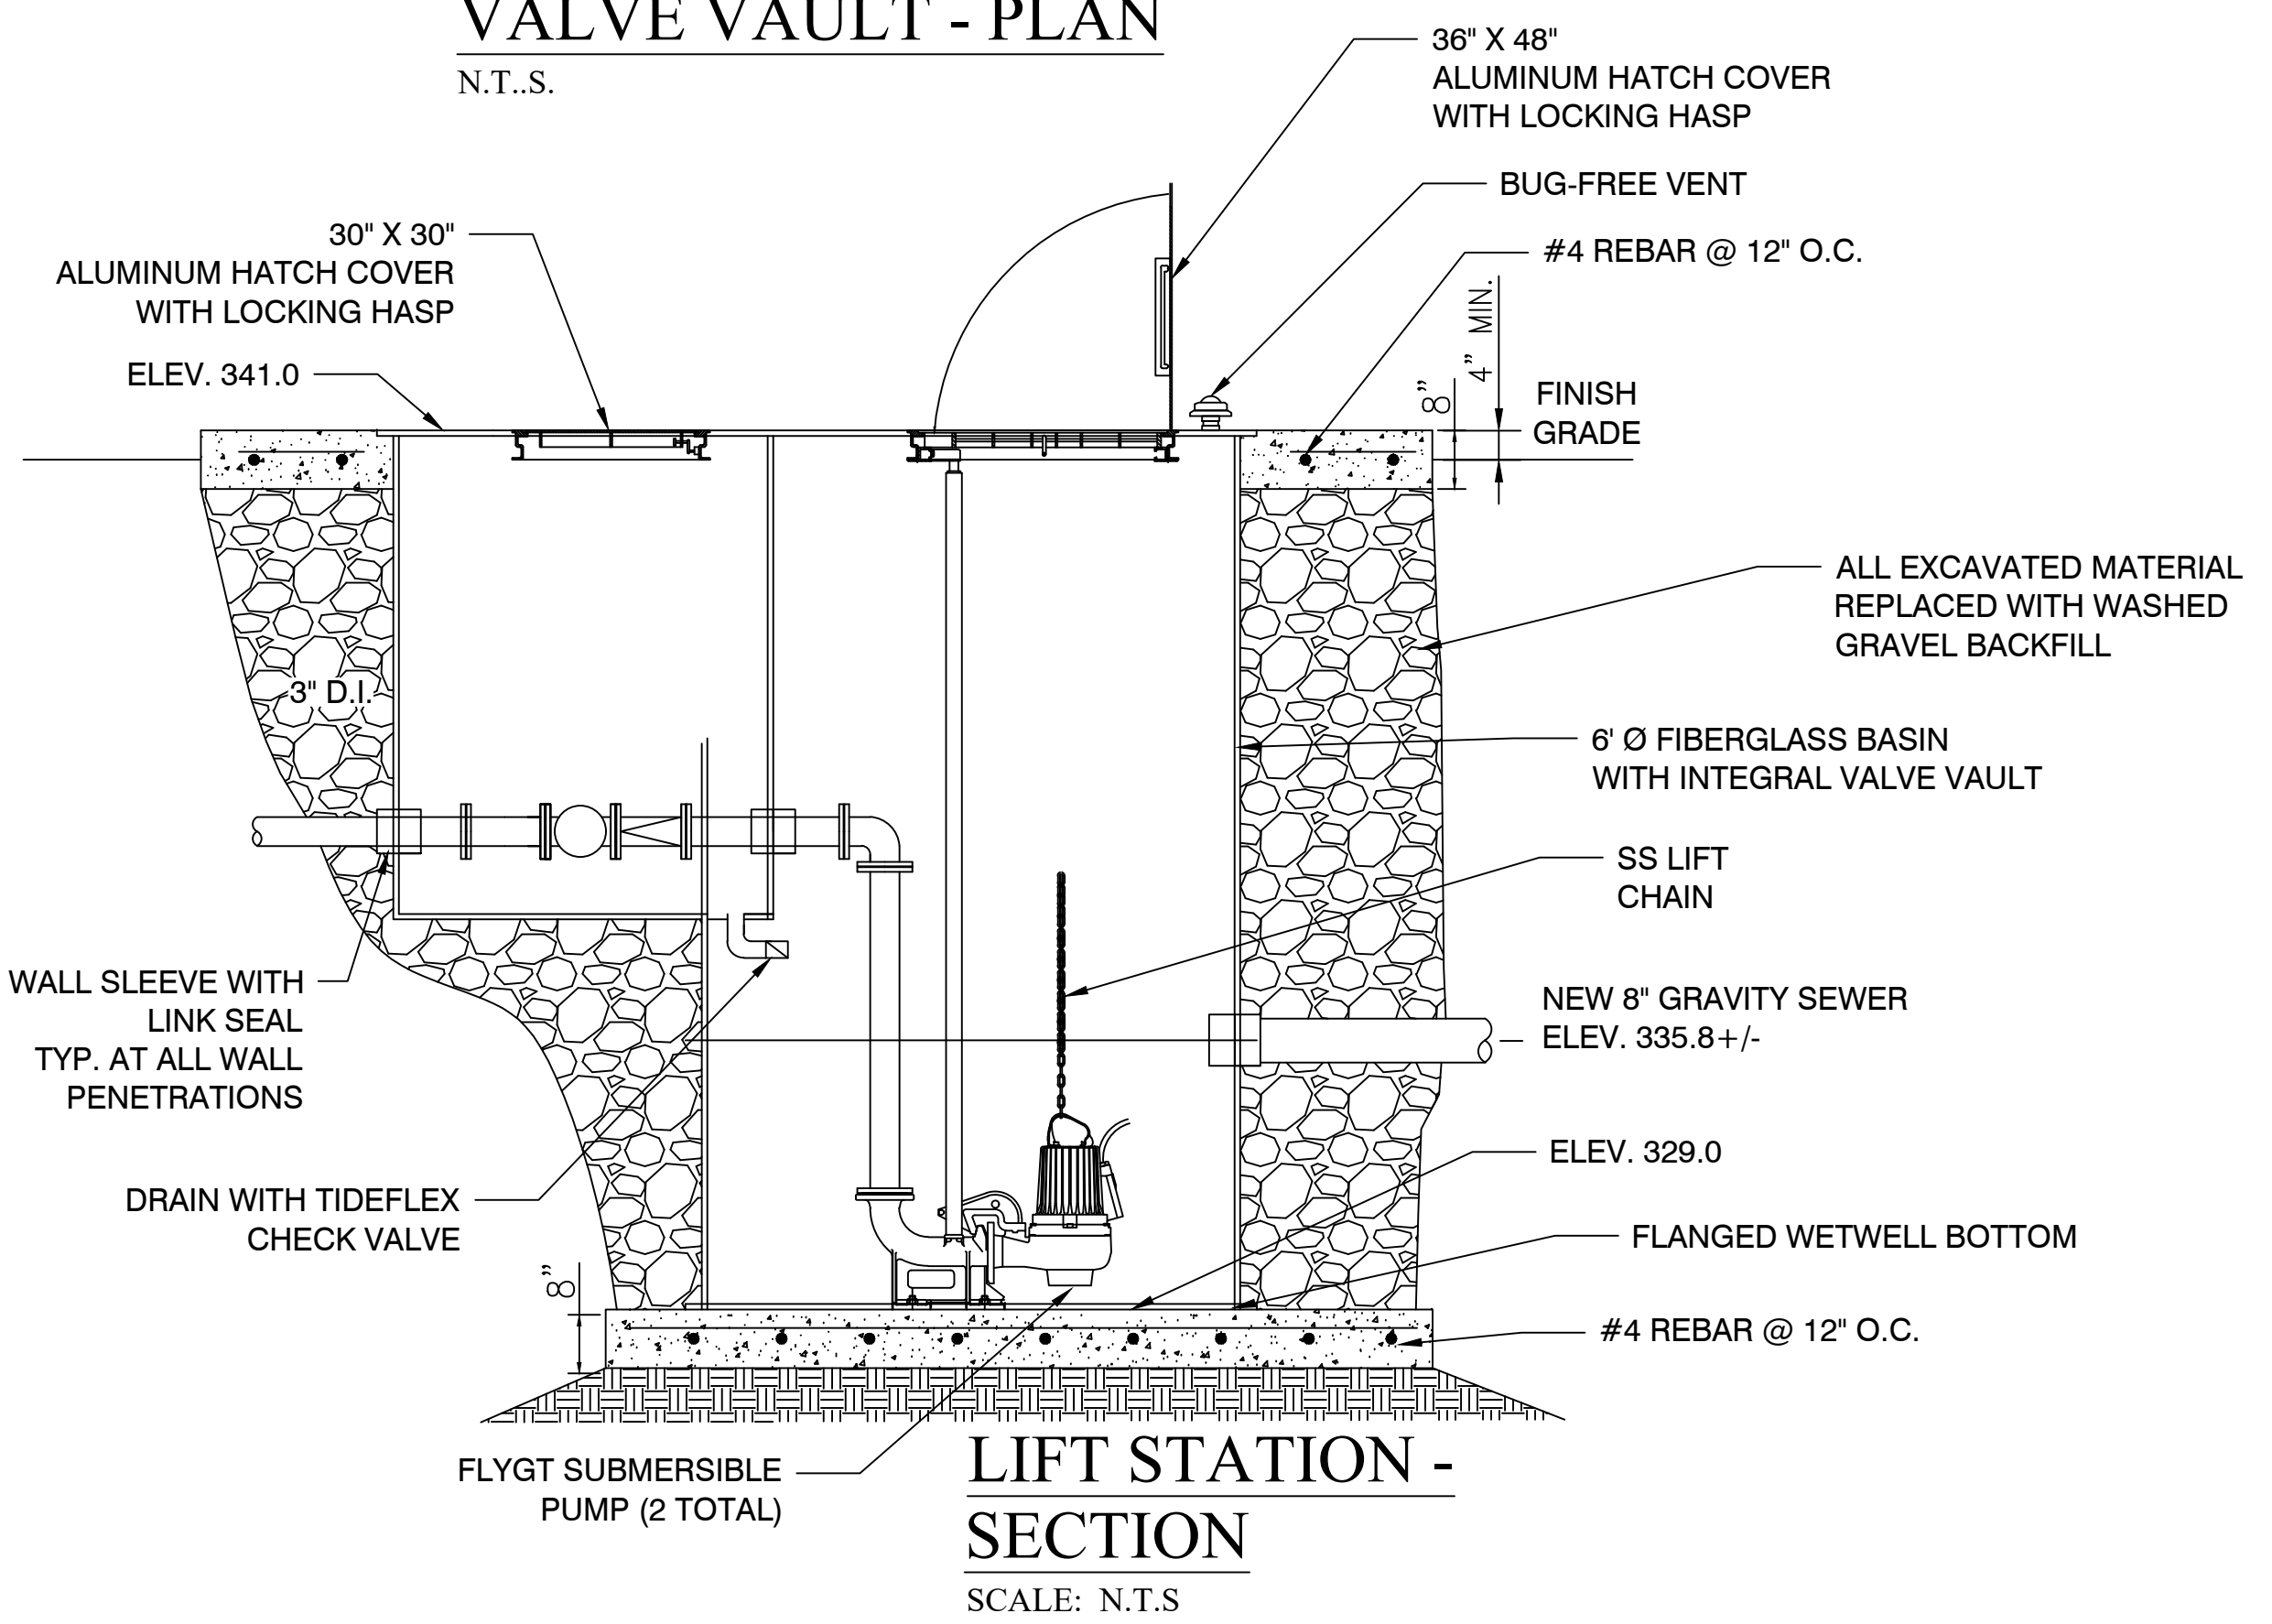 VALVE VAULT - PLAN
N.T..S.
36" X 48"
ALUMINUM HATCH COVER
WITH LOCKING HASP
BUG-FREE VENT
#4 REBAR @ 12" O.C.
30" X 30"
ALUMINUM HATCH COVER
WITH LOCKING HASP
ELEV. 341.0
4” MIN.
8”
FINISH
GRADE
ALL EXCAVATED MATERIAL
REPLACED WITH WASHED
GRAVEL BACKFILL
3" D.I.
6' Ø FIBERGLASS BASIN
WITH INTEGRAL VALVE VAULT
SS LIFT
CHAIN
WALL SLEEVE WITH
LINK SEAL
TYP. AT ALL WALL
PENETRATIONS
NEW 8" GRAVITY SEWER
ELEV. 335.8+/-
ELEV. 329.0
DRAIN WITH TIDEFLEX
CHECK VALVE
FLANGED WETWELL BOTTOM
8”
#4 REBAR @ 12" O.C.
FLYGT SUBMERSIBLE
PUMP (2 TOTAL)
LIFT STATION -
SECTION
SCALE: N.T.S